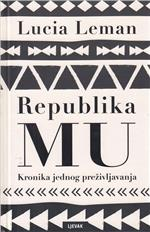 Lucia Leman
Republika
MU
Kronika jednog preživljavanja
LJEVAK